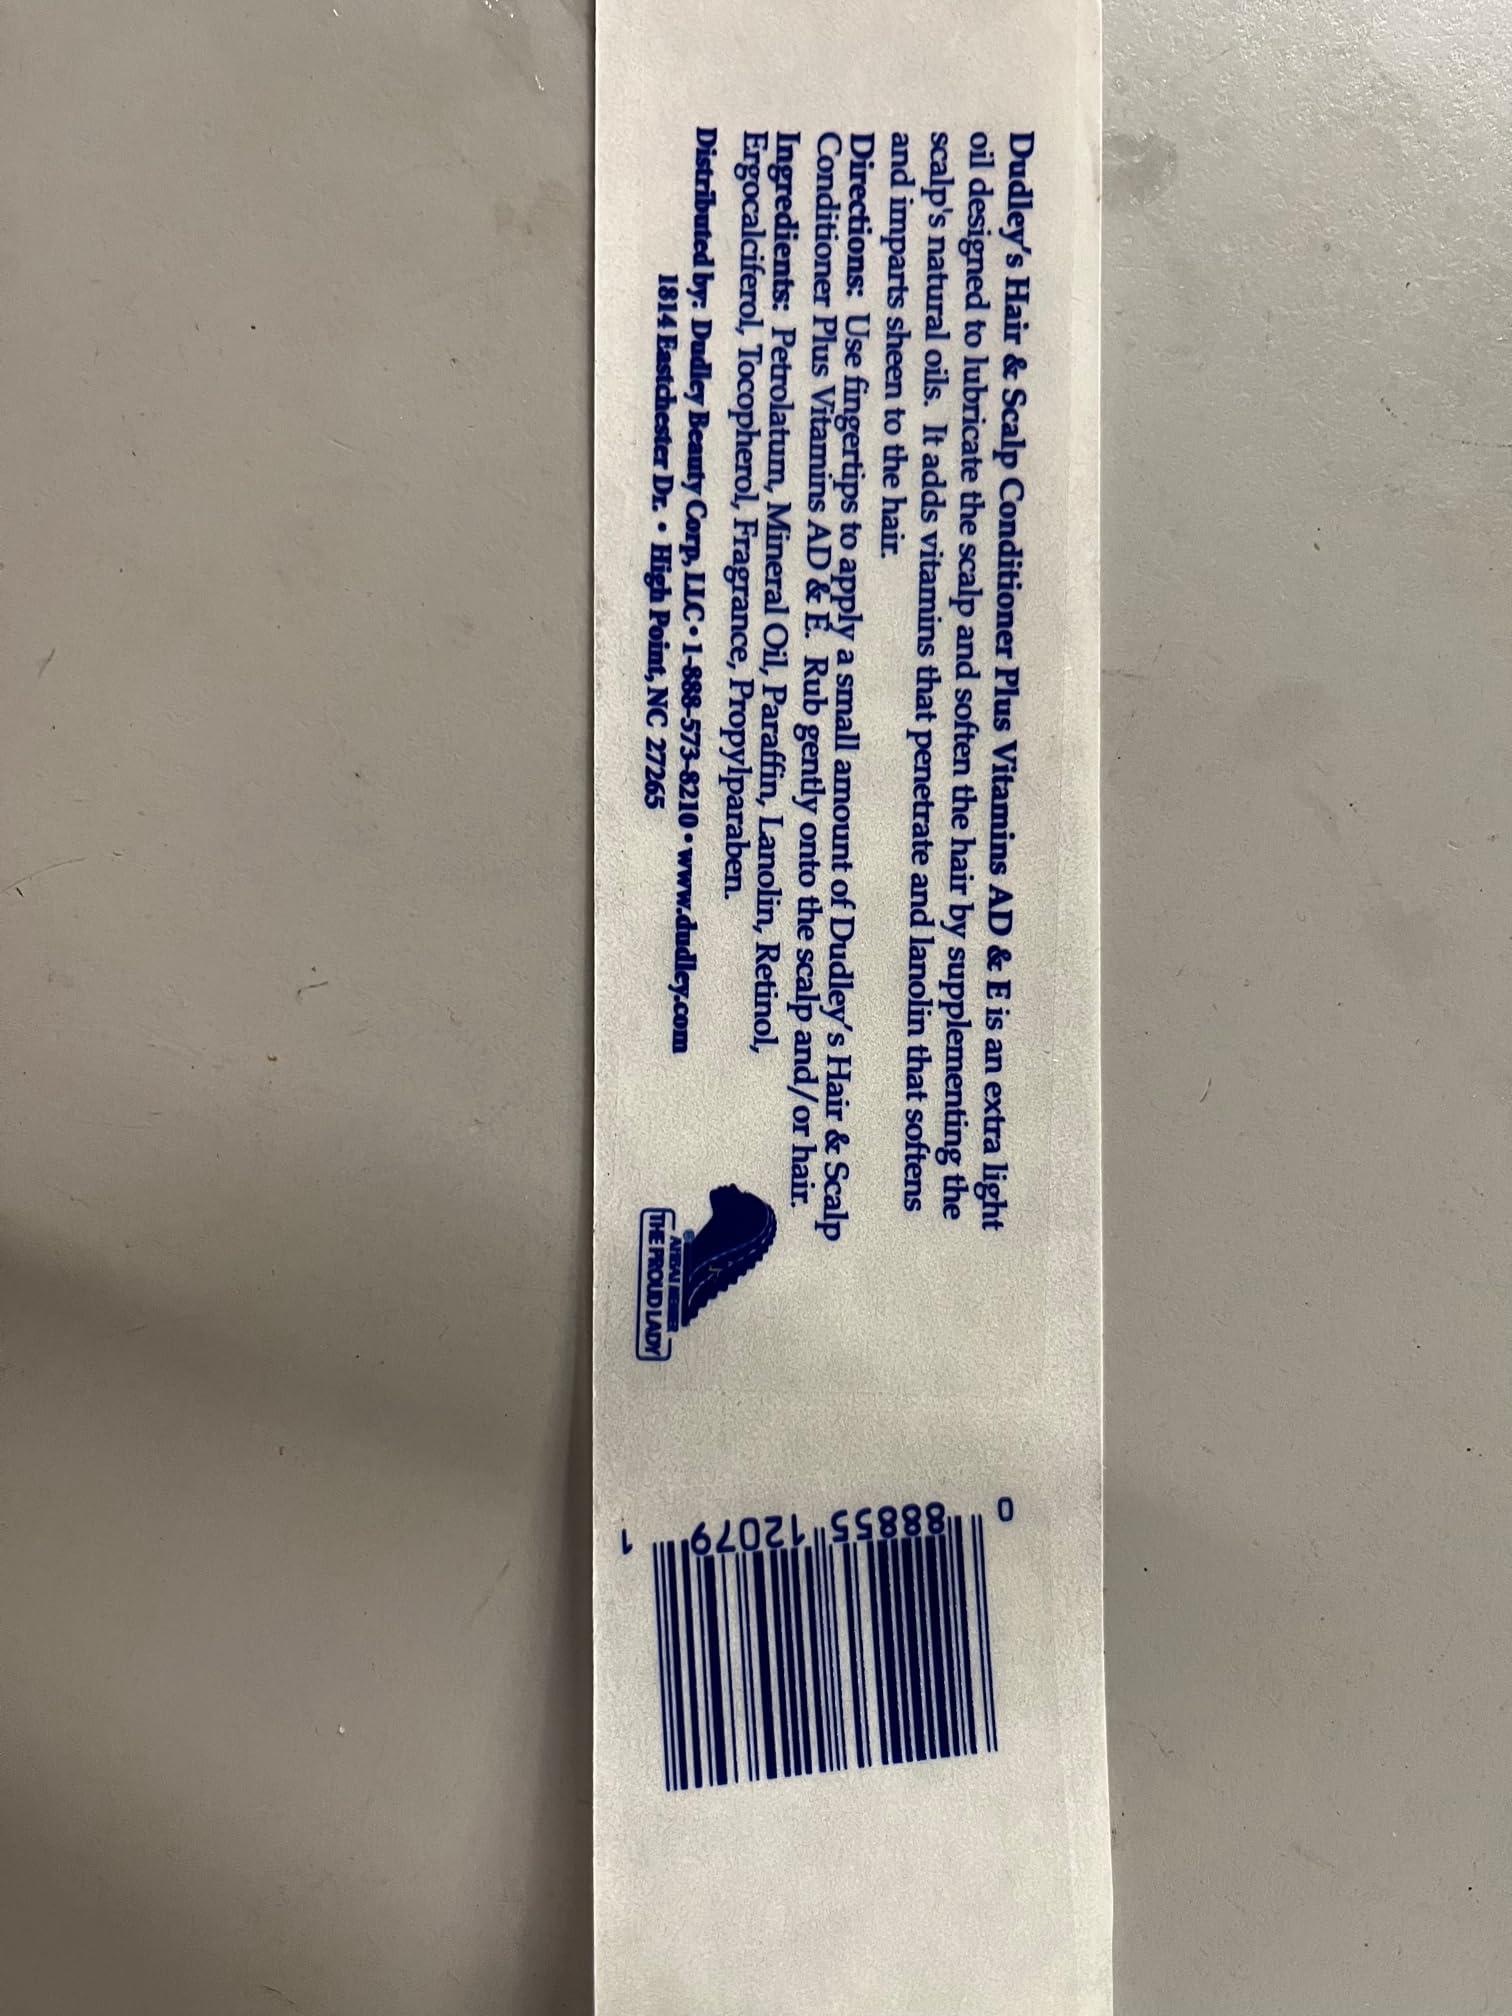 Dudley's Hair & Scalp Conditioner Plus Vitamins AD & E is an extra light
oil designed to lubricate the scalp and soften the hair by supplementing the
scalp's natural oils. It adds vitamins that penetrate and lanolin that softens
and imparts sheen to the hair.
Directions: Use fingertips to apply a small amount of Dudley's Hair & Scalp
Conditioner Plus Vitamins AD & E. Rub gently onto the scalp and/or hair.
Ingredients: Petrolatum, Mineral Oil, Paraffin, Lanolin, Retinol,
Ergocalciferol, Tocopherol, Fragrance, Propylparaben.
Distributed by: Dudley Beauty Corp, LLC • 1-888-573-8210 • www.dudley.com
1814 Eastchester Dr. • High Point, NC 27265
THE PROUD LADY
0 88855 12079 1